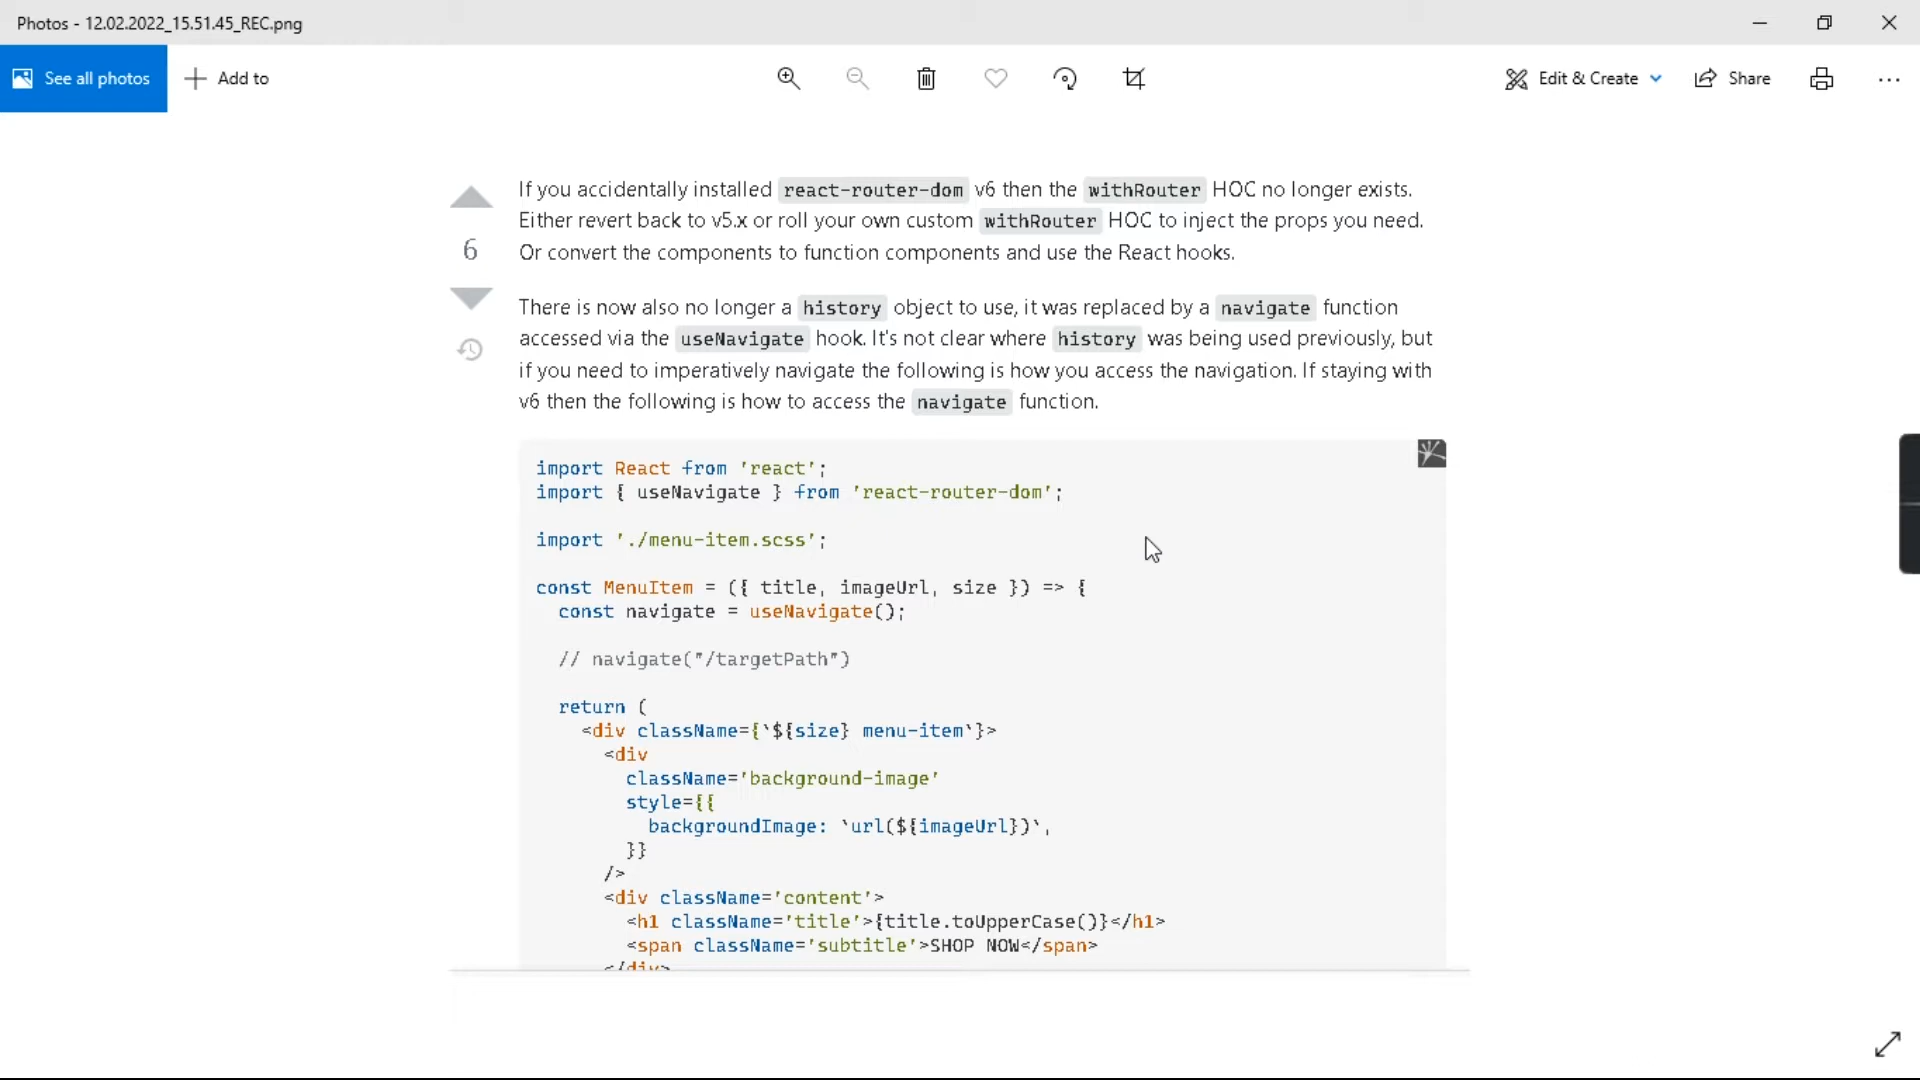 Photos - 12.02.2022_15.51.45_REC.png
See all photos
Add to
Edit & Create
Share
If you accidentally installed react-router-dom v6 then the withRouter HOC no longer exists.
Either revert back to v5.x or roll your own custom withRouter HOC to inject the props you need.
6
Or convert the components to function components and use the React hooks.
There is now also no longer a history object to use, it was replaced by a navigate function
accessed via the useNavigate hook. It's not clear where history was being used previously, but
if you need to imperatively navigate the following is how you access the navigation. If staying with
v6 then the following is how to access the navigate function.
import React from 'react';
import { useNavigate } from 'react-router-dom';
import './menu-item.scss';
const MenuItem = ({ title, imageUrl, size }) => {
  const navigate = useNavigate();
  // navigate("/targetPath")
  return (
    <div className={`${size} menu-item`}>
      <div
        className='background-image'
        style={{
          backgroundImage: `url(${imageUrl})`,
        }}
      />
      <div className='content'>
        <h1 className='title'>{title.toUpperCase()}</h1>
        <span className='subtitle'>SHOP NOW</span>
      </div>